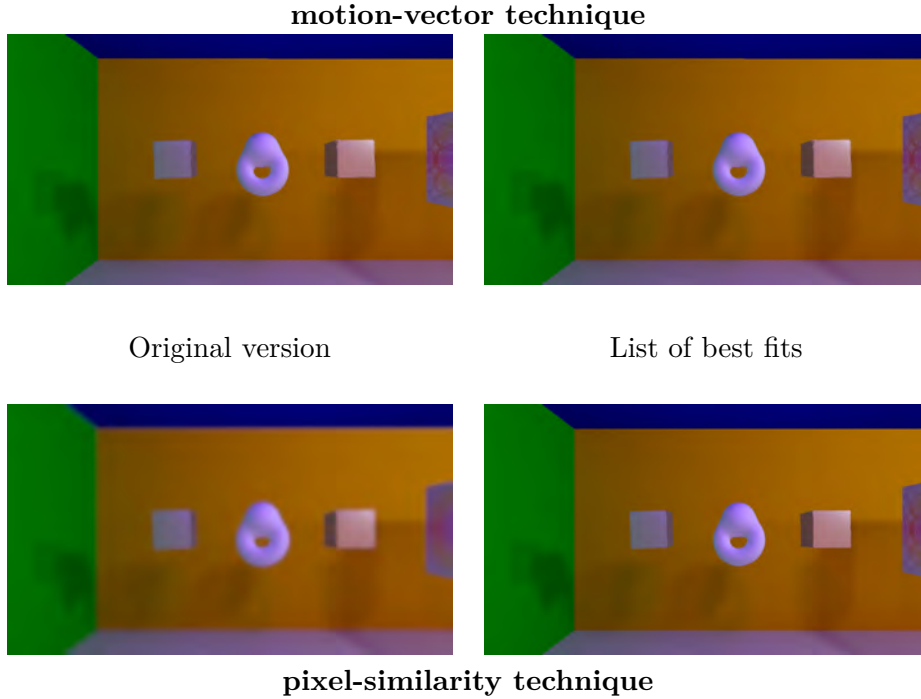 motion-vector technique
Original version
List of best fits
pixel-similarity technique